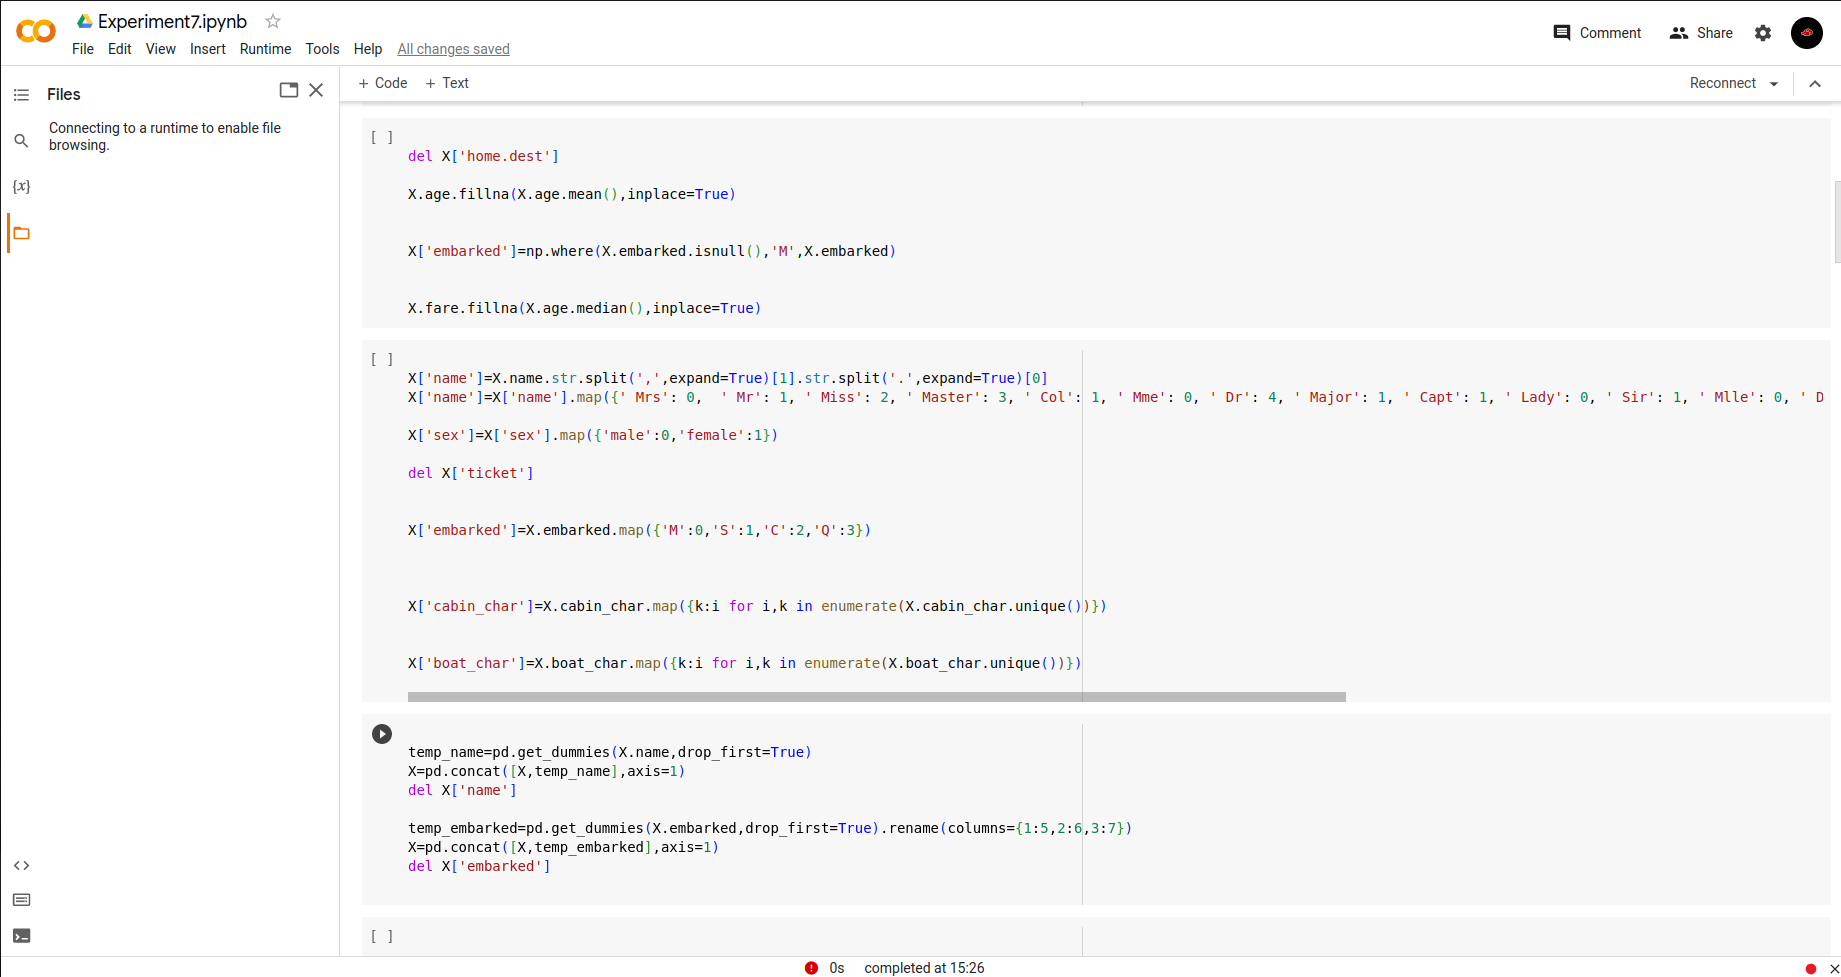 Experiment7.ipynb
File Edit View Insert Runtime Tools Help All changes saved
Comment Share
Files
Connecting to a runtime to enable file
browsing.
{x}
+ Code + Text
Reconnect
[ ]
del X['home.dest']
X.age.fillna(X.age.mean(),inplace=True)
X['embarked']=np.where(X.embarked.isnull(),'M',X.embarked)
X.fare.fillna(X.age.median(),inplace=True)
[ ]
X['name']=X.name.str.split(',',expand=True)[1].str.split('.',expand=True)[0]
X['name']=X['name'].map({' Mrs': 0,  ' Mr': 1, ' Miss': 2, ' Master': 3, ' Col': 1, ' Mme': 0, ' Dr': 4, ' Major': 1, ' Capt': 1, ' Lady': 0, ' Sir': 1, ' Mlle': 0, ' D
X['sex']=X['sex'].map({'male':0,'female':1})
del X['ticket']
X['embarked']=X.embarked.map({'M':0,'S':1,'C':2,'Q':3})
X['cabin_char']=X.cabin_char.map({k:i for i,k in enumerate(X.cabin_char.unique())})
X['boat_char']=X.boat_char.map({k:i for i,k in enumerate(X.boat_char.unique())})
temp_name=pd.get_dummies(X.name,drop_first=True)
X=pd.concat([X,temp_name],axis=1)
del X['name']
temp_embarked=pd.get_dummies(X.embarked,drop_first=True).rename(columns={1:5,2:6,3:7})
X=pd.concat([X,temp_embarked],axis=1)
del X['embarked']
[ ]
0s completed at 15:26